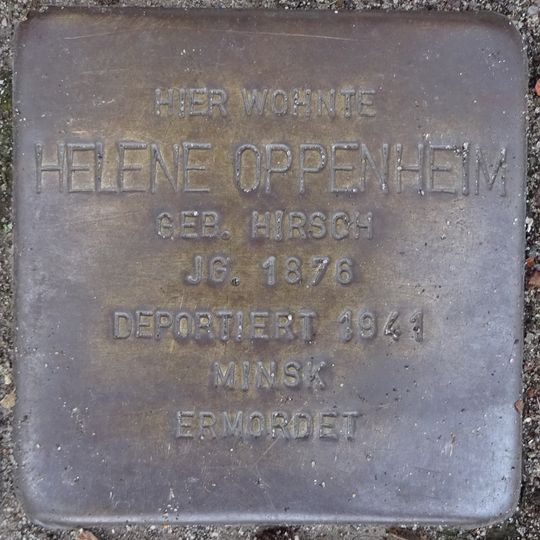 HIER WOHNTE
HELENE OPPENHEIM
GEB. HIRSCH
JG. 1876
DEPORTIERT 1941
MINSK
ERMORDET